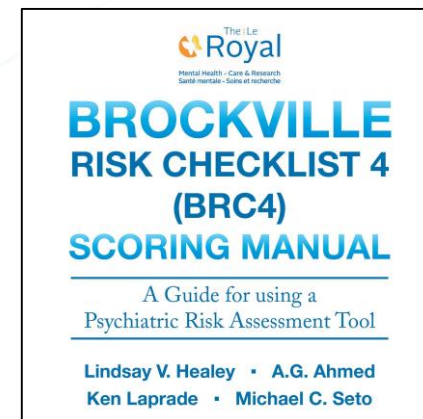 The | Le
Royal
Mental Health - Care & Research
Santé mentale - Soins et recherche
BROCKVILLE
RISK CHECKLIST 4
(BRC4)
SCORING MANUAL
A Guide for using a
Psychiatric Risk Assessment Tool
Lindsay V. Healey ▪ A.G. Ahmed
Ken Laprade ▪ Michael C. Seto